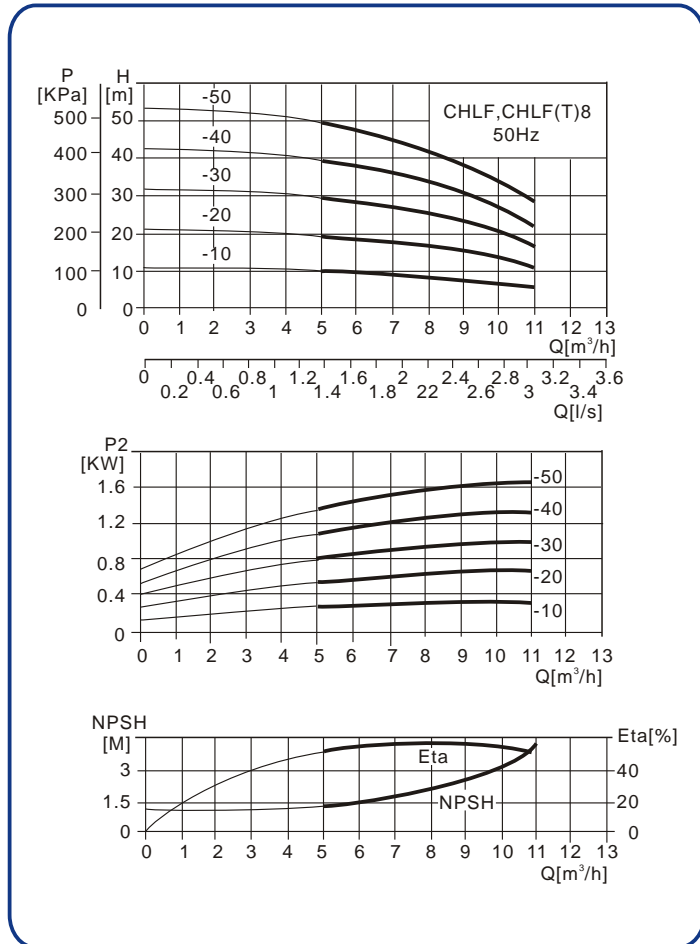 P
[KPa]
H
[m]
CHLF,CHLF(T)8
50Hz
500
400
300
200
100
0
50
40
30
20
10
0
-50
-40
-30
-20
-10
0 1 2 3 4 5 6 7 8 9 10 11 12 13
Q[m³/h]
0 0.4 0.8 1.2 1.6 2 2.4 2.8 3.2 3.6
0.2 0.6 1 1.4 1.8 22 2.6 3 3.4
Q[l/s]
P2
[KW]
1.6
1.2
0.8
0.4
0
-50
-40
-30
-20
-10
0 1 2 3 4 5 6 7 8 9 10 11 12 13
Q[m³/h]
NPSH
[M]
3
1.5
0
Eta
NPSH
Eta[%]
40
20
0
0 1 2 3 4 5 6 7 8 9 10 11 12 13
Q[m³/h]